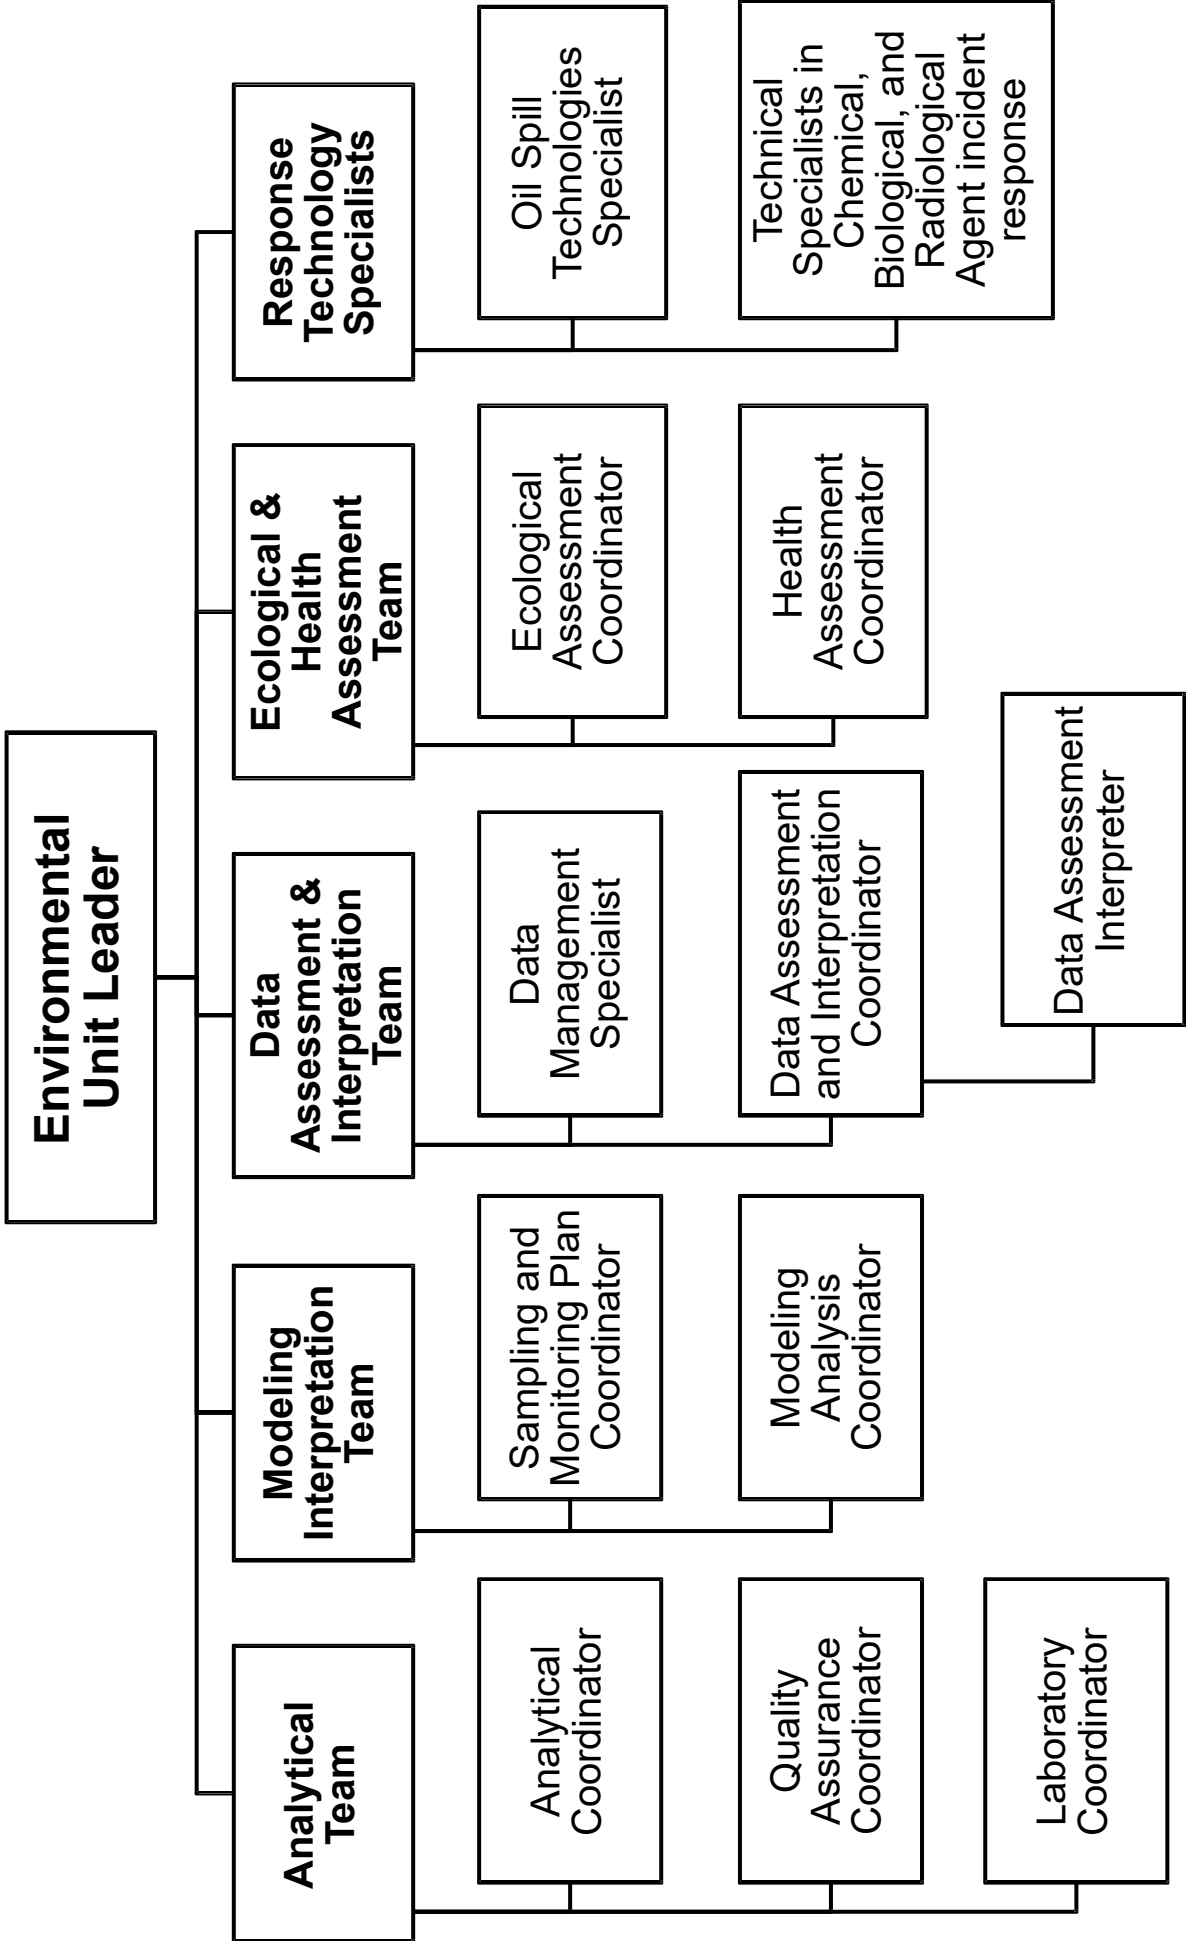 Environmental
Unit Leader
Analytical
Team
Analytical
Coordinator
Quality
Assurance
Coordinator
Laboratory
Coordinator
Modeling
Interpretation
Team
Sampling and
Monitoring Plan
Coordinator
Modeling
Analysis
Coordinator
Data
Assessment &
Interpretation
Team
Data
Management
Specialist
Data Assessment
and Interpretation
Coordinator
Data Assessment
Interpreter
Ecological &
Health
Assessment
Team
Ecological
Assessment
Coordinator
Health
Assessment
Coordinator
Response
Technology
Specialists
Oil Spill
Technologies
Specialist
Technical
Specialists in
Chemical,
Biological, and
Radiological
Agent incident
response